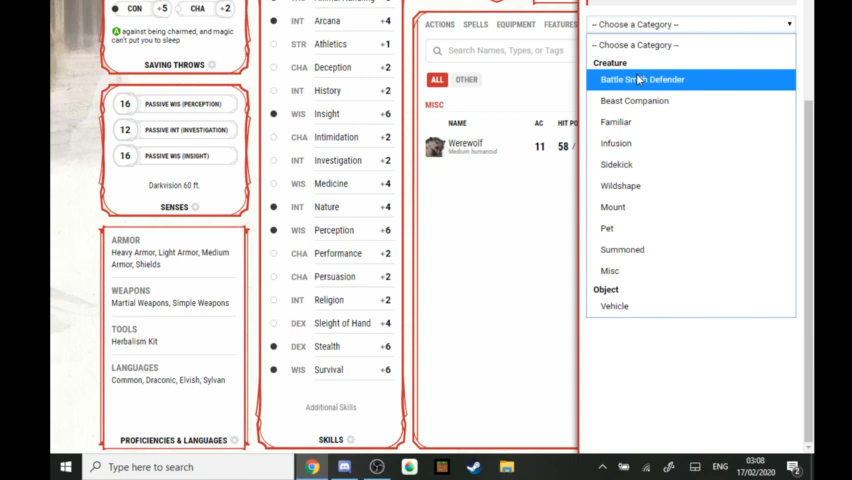 CON +5 CHA +2
A against being charmed, and magic
can't put you to sleep
SAVING THROWS
16 PASSIVE WIS (PERCEPTION)
12 PASSIVE INT (INVESTIGATION)
16 PASSIVE WIS (INSIGHT)
Darkvision 60 ft.
SENSES
ARMOR
Heavy Armor, Light Armor, Medium
Armor, Shields
WEAPONS
Martial Weapons, Simple Weapons
TOOLS
Herbalism Kit
LANGUAGES
Common, Draconic, Elvish, Sylvan
PROFICIENCIES & LANGUAGES
INT Arcana +4
STR Athletics +1
CHA Deception +2
INT History +2
WIS Insight +6
CHA Intimidation +2
INT Investigation +2
WIS Medicine +4
INT Nature +4
WIS Perception +6
CHA Performance +2
CHA Persuasion +2
INT Religion +2
DEX Sleight of Hand +4
DEX Stealth +6
WIS Survival +6
Additional Skills
SKILLS
ACTIONS SPELLS EQUIPMENT FEATURES
Search Names, Types, or Tags
ALL OTHER
MISC
NAME AC HIT PO
Werewolf 11 58 /
Medium humanoid
-- Choose a Category --
-- Choose a Category --
Creature
Battle Smith Defender
Beast Companion
Familiar
Infusion
Sidekick
Wildshape
Mount
Pet
Summoned
Misc
Object
Vehicle
Type here to search
ENG
03:08
17/02/2020
2